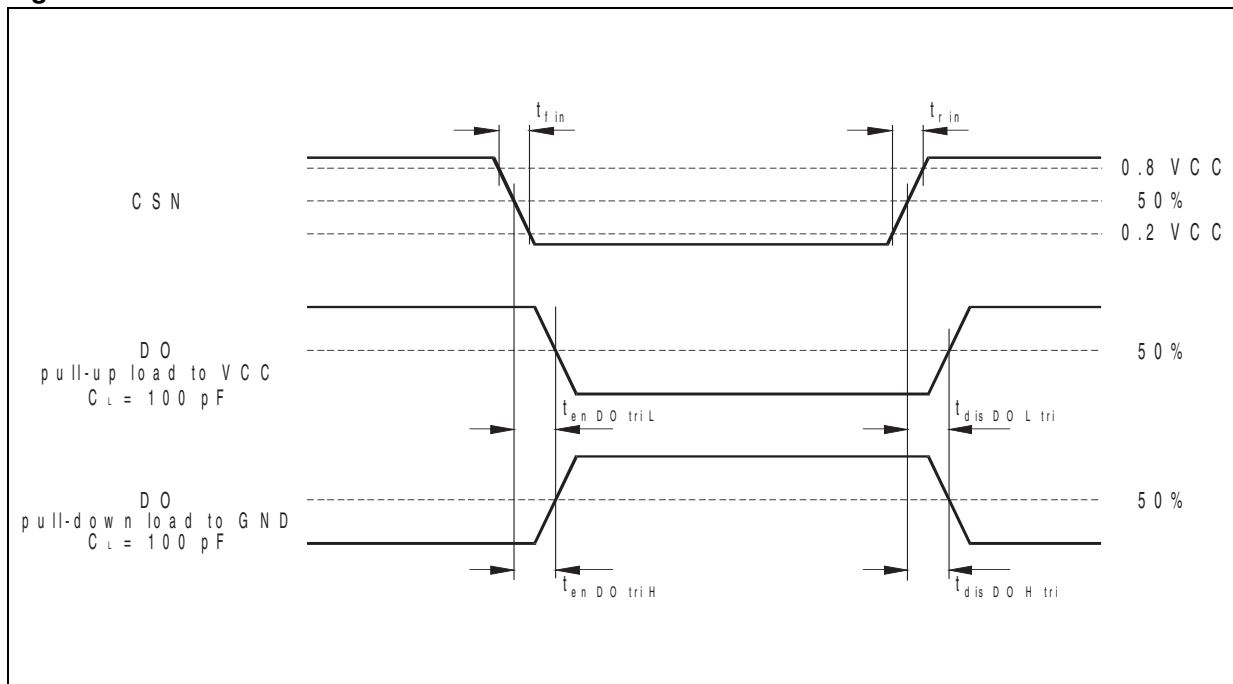 t f in
t r in
0.8 VCC
CSN
50%
0.2 VCC
DO
pull-up load to VCC
CL = 100 pF
50%
t en DO tri L
t dis DO L tri
DO
pull-down load to GND
CL = 100 pF
50%
t en DO tri H
t dis DO H tri